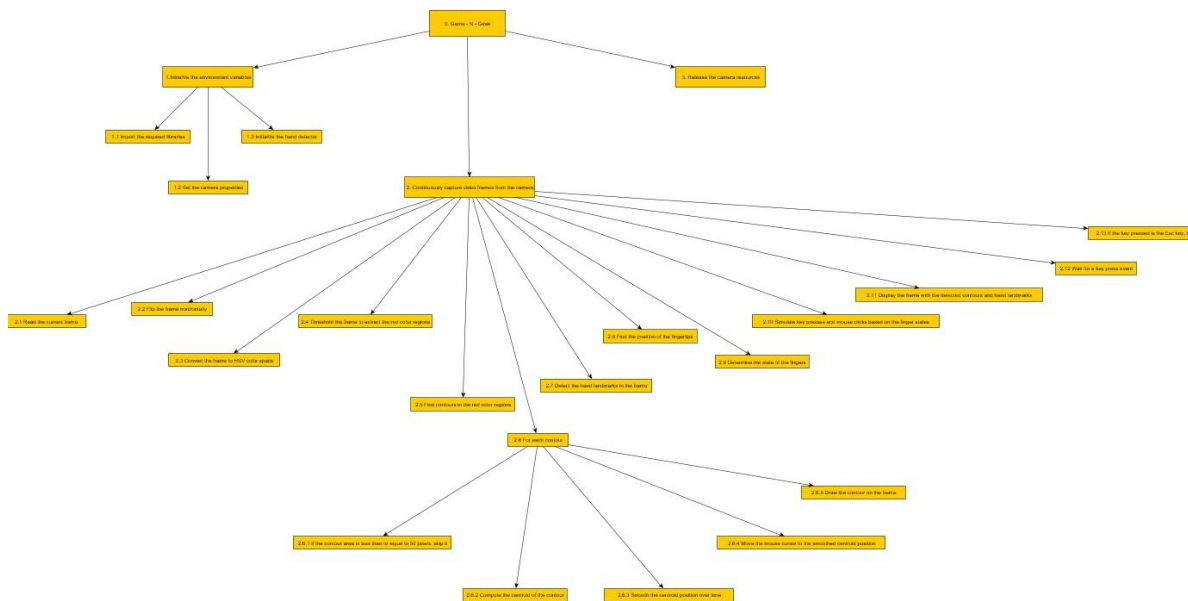 0. Game - N - Geek
1.Initialize the environment variables
3. Release the camera resources
1.1 Import the required libraries
1.3 Initialize the hand detector
1.2 Set the camera properties
2. Continuously capture video frames from the camera
2.13 If the key pressed is the Esc key,
2.12 Wait for a key press event
2.11 Display the frame with the detected contours and hand landmarks
2.2 Flip the frame horizontally
2.1 Read the current frame
2.4 Threshold the frame to extract the red color regions
2.10 Simulate key presses and mouse clicks based on the finger states
2.8 Find the position of the fingertips
2.3 Convert the frame to HSV color space
2.9 Determine the state of the fingers
2.7 Detect the hand landmarks in the frame
2.5 Find contours in the red color regions
2.6 For each contour
2.6.5 Draw the contour on the frame
2.6.1 If the contour area is less than or equal to 50 pixels, skip it
2.6.4 Move the mouse cursor to the smoothed centroid position
2.6.2 Compute the centroid of the contour
2.6.3 Smooth the centroid position over time